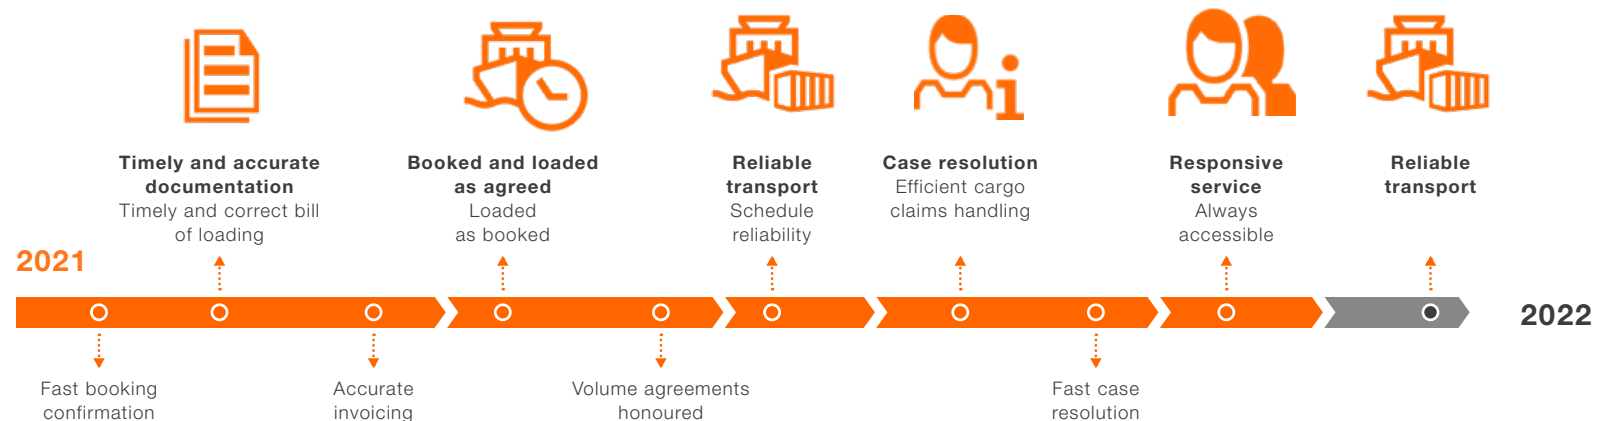 Timely and accurate
documentation
Timely and correct bill
of loading
Booked and loaded
as agreed
Loaded
as booked
Reliable
transport
Schedule
reliability
Case resolution
Efficient cargo
claims handling
Responsive
service
Always
accessible
Reliable
transport
2021
2022
Fast booking
confirmation
Accurate
invoicing
Volume agreements
honoured
Fast case
resolution